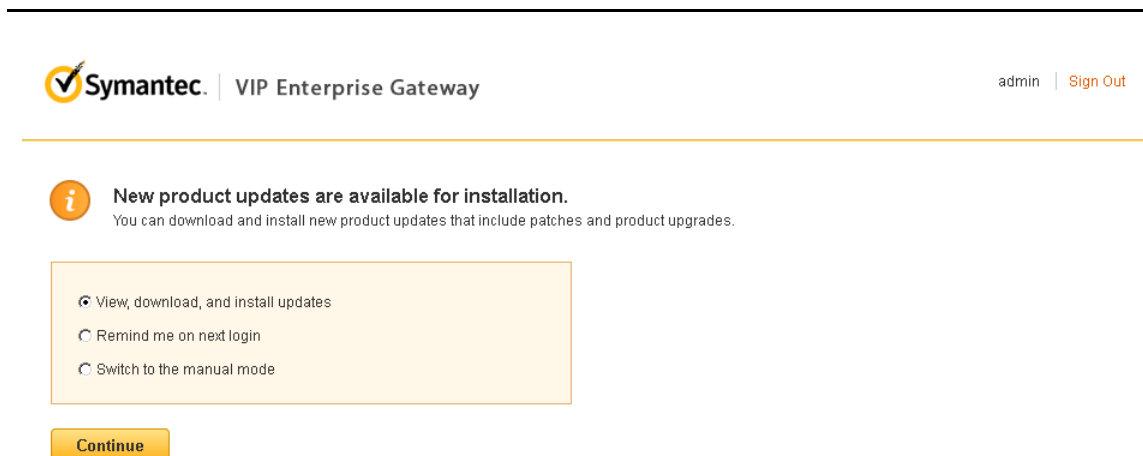 Symantec. VIP Enterprise Gateway admin Sign Out
New product updates are available for installation.
You can download and install new product updates that include patches and product upgrades.
View, download, and install updates
Remind me on next login
Switch to the manual mode
Continue